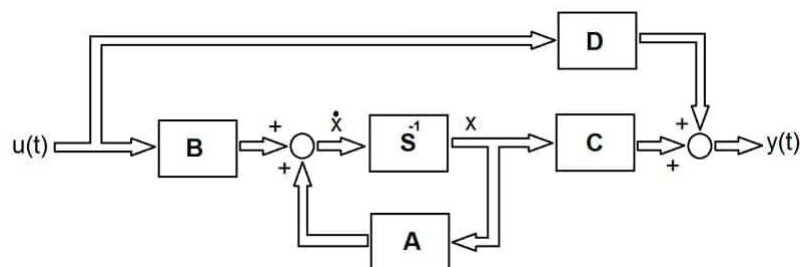 D
+
u(t) B + ẋ S⁻¹ x C + y(t)
+ +
A